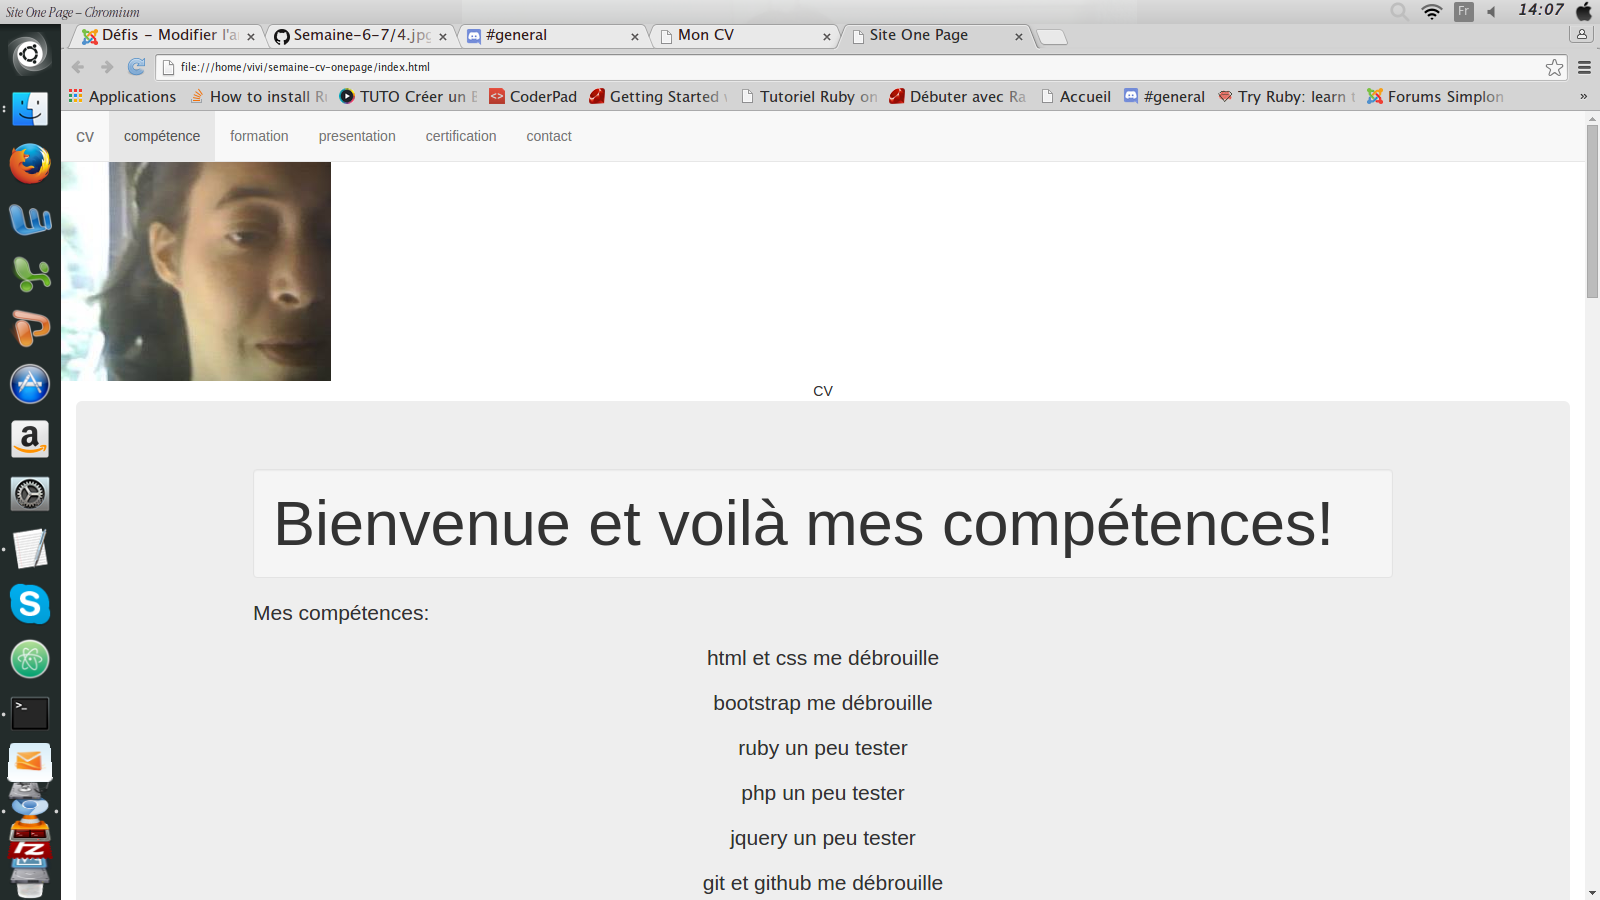 Site One Page – Chromium
Fr
14:07
Défis – Modifier l'a
Semaine-6-7/4.jpg
#general
Mon CV
Site One Page
file:///home/vivi/semaine-cv-onepage/index.html
Applications
How to install Ru
TUTO Créer un E
CoderPad
Getting Started
Tutoriel Ruby on
Débuter avec Ra
Accueil
#general
Try Ruby: learn t
Forums Simplon
»
cv
compétence
formation
presentation
certification
contact
CV
Bienvenue et voilà mes compétences!
Mes compétences:
html et css me débrouille
bootstrap me débrouille
ruby un peu tester
php un peu tester
jquery un peu tester
git et github me débrouille